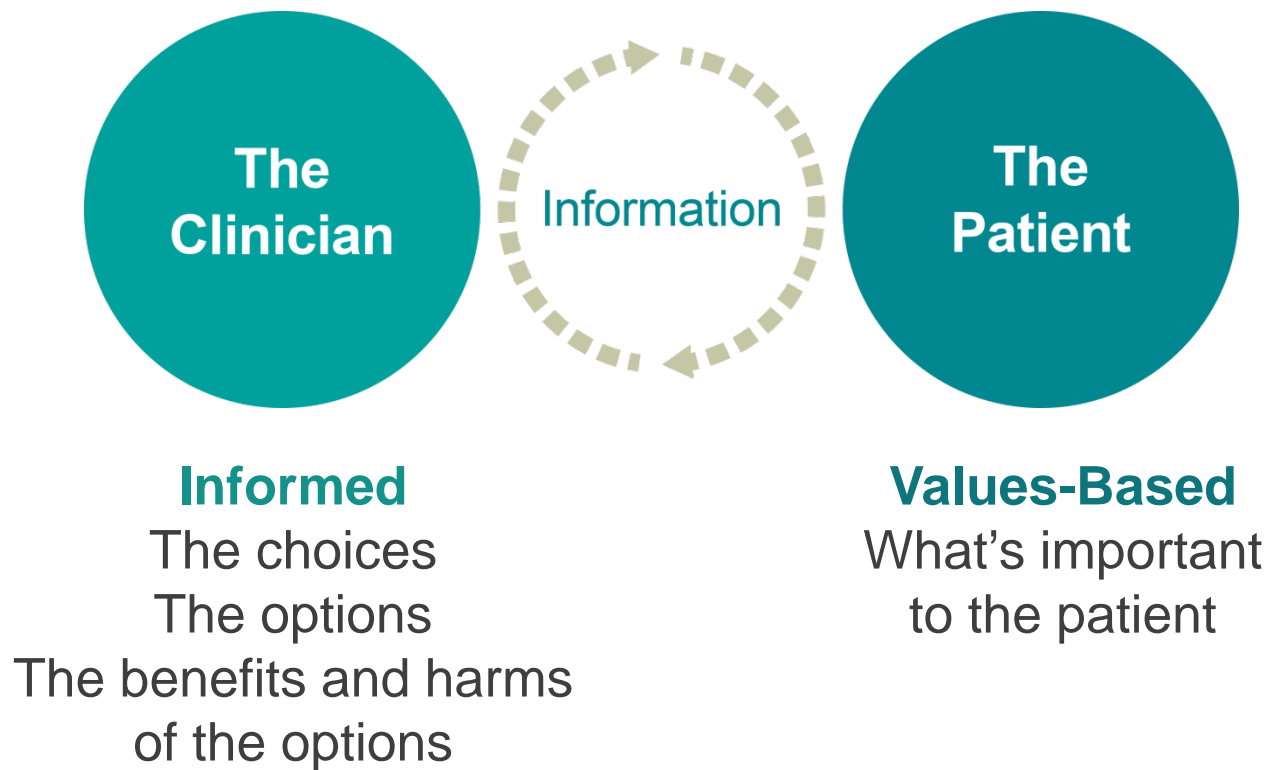 The
Clinician
Information
The
Patient
Informed
The choices
The options
The benefits and harms
of the options
Values-Based
What’s important
to the patient